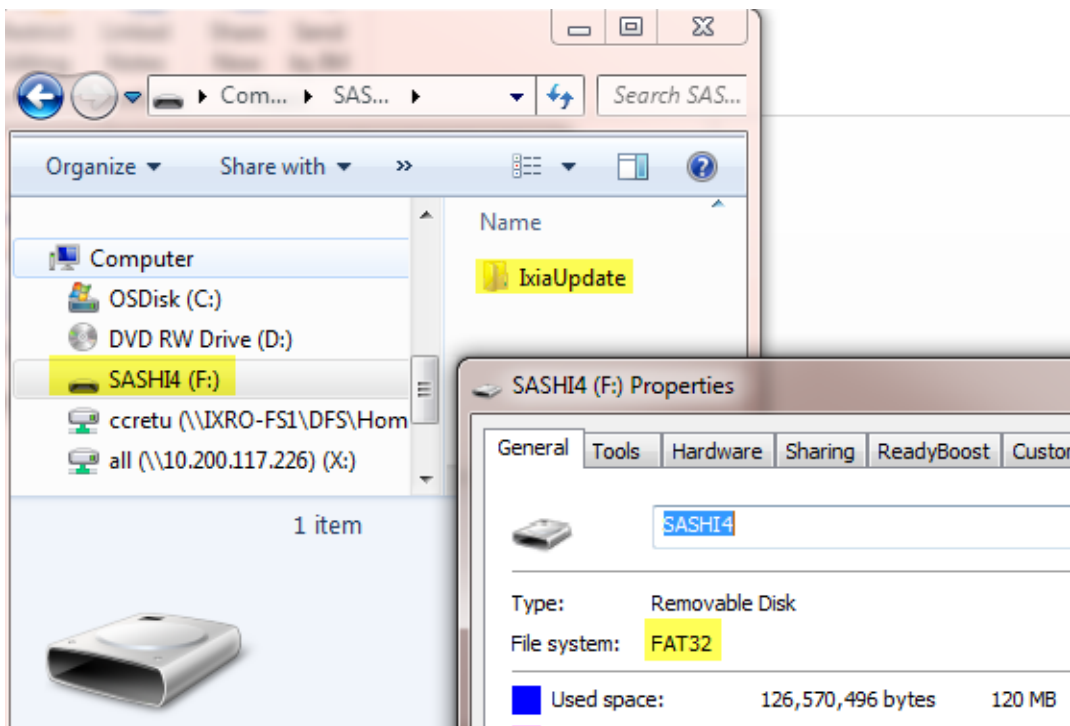 Com... ▸ SAS... ▸
Search SAS...
Organize
Share with
»
Name
IxiaUpdate
Computer
OSDisk (C:)
DVD RW Drive (D:)
SASHI4 (F:)
ccretu (\\IXRO-FS1\DFS\Hom
all (\\10.200.117.226) (X:)
1 item
SASHI4 (F:) Properties
General Tools Hardware Sharing ReadyBoost Custor
SASHI4
Type: Removable Disk
File system: FAT32
Used space: 126,570,496 bytes 120 MB